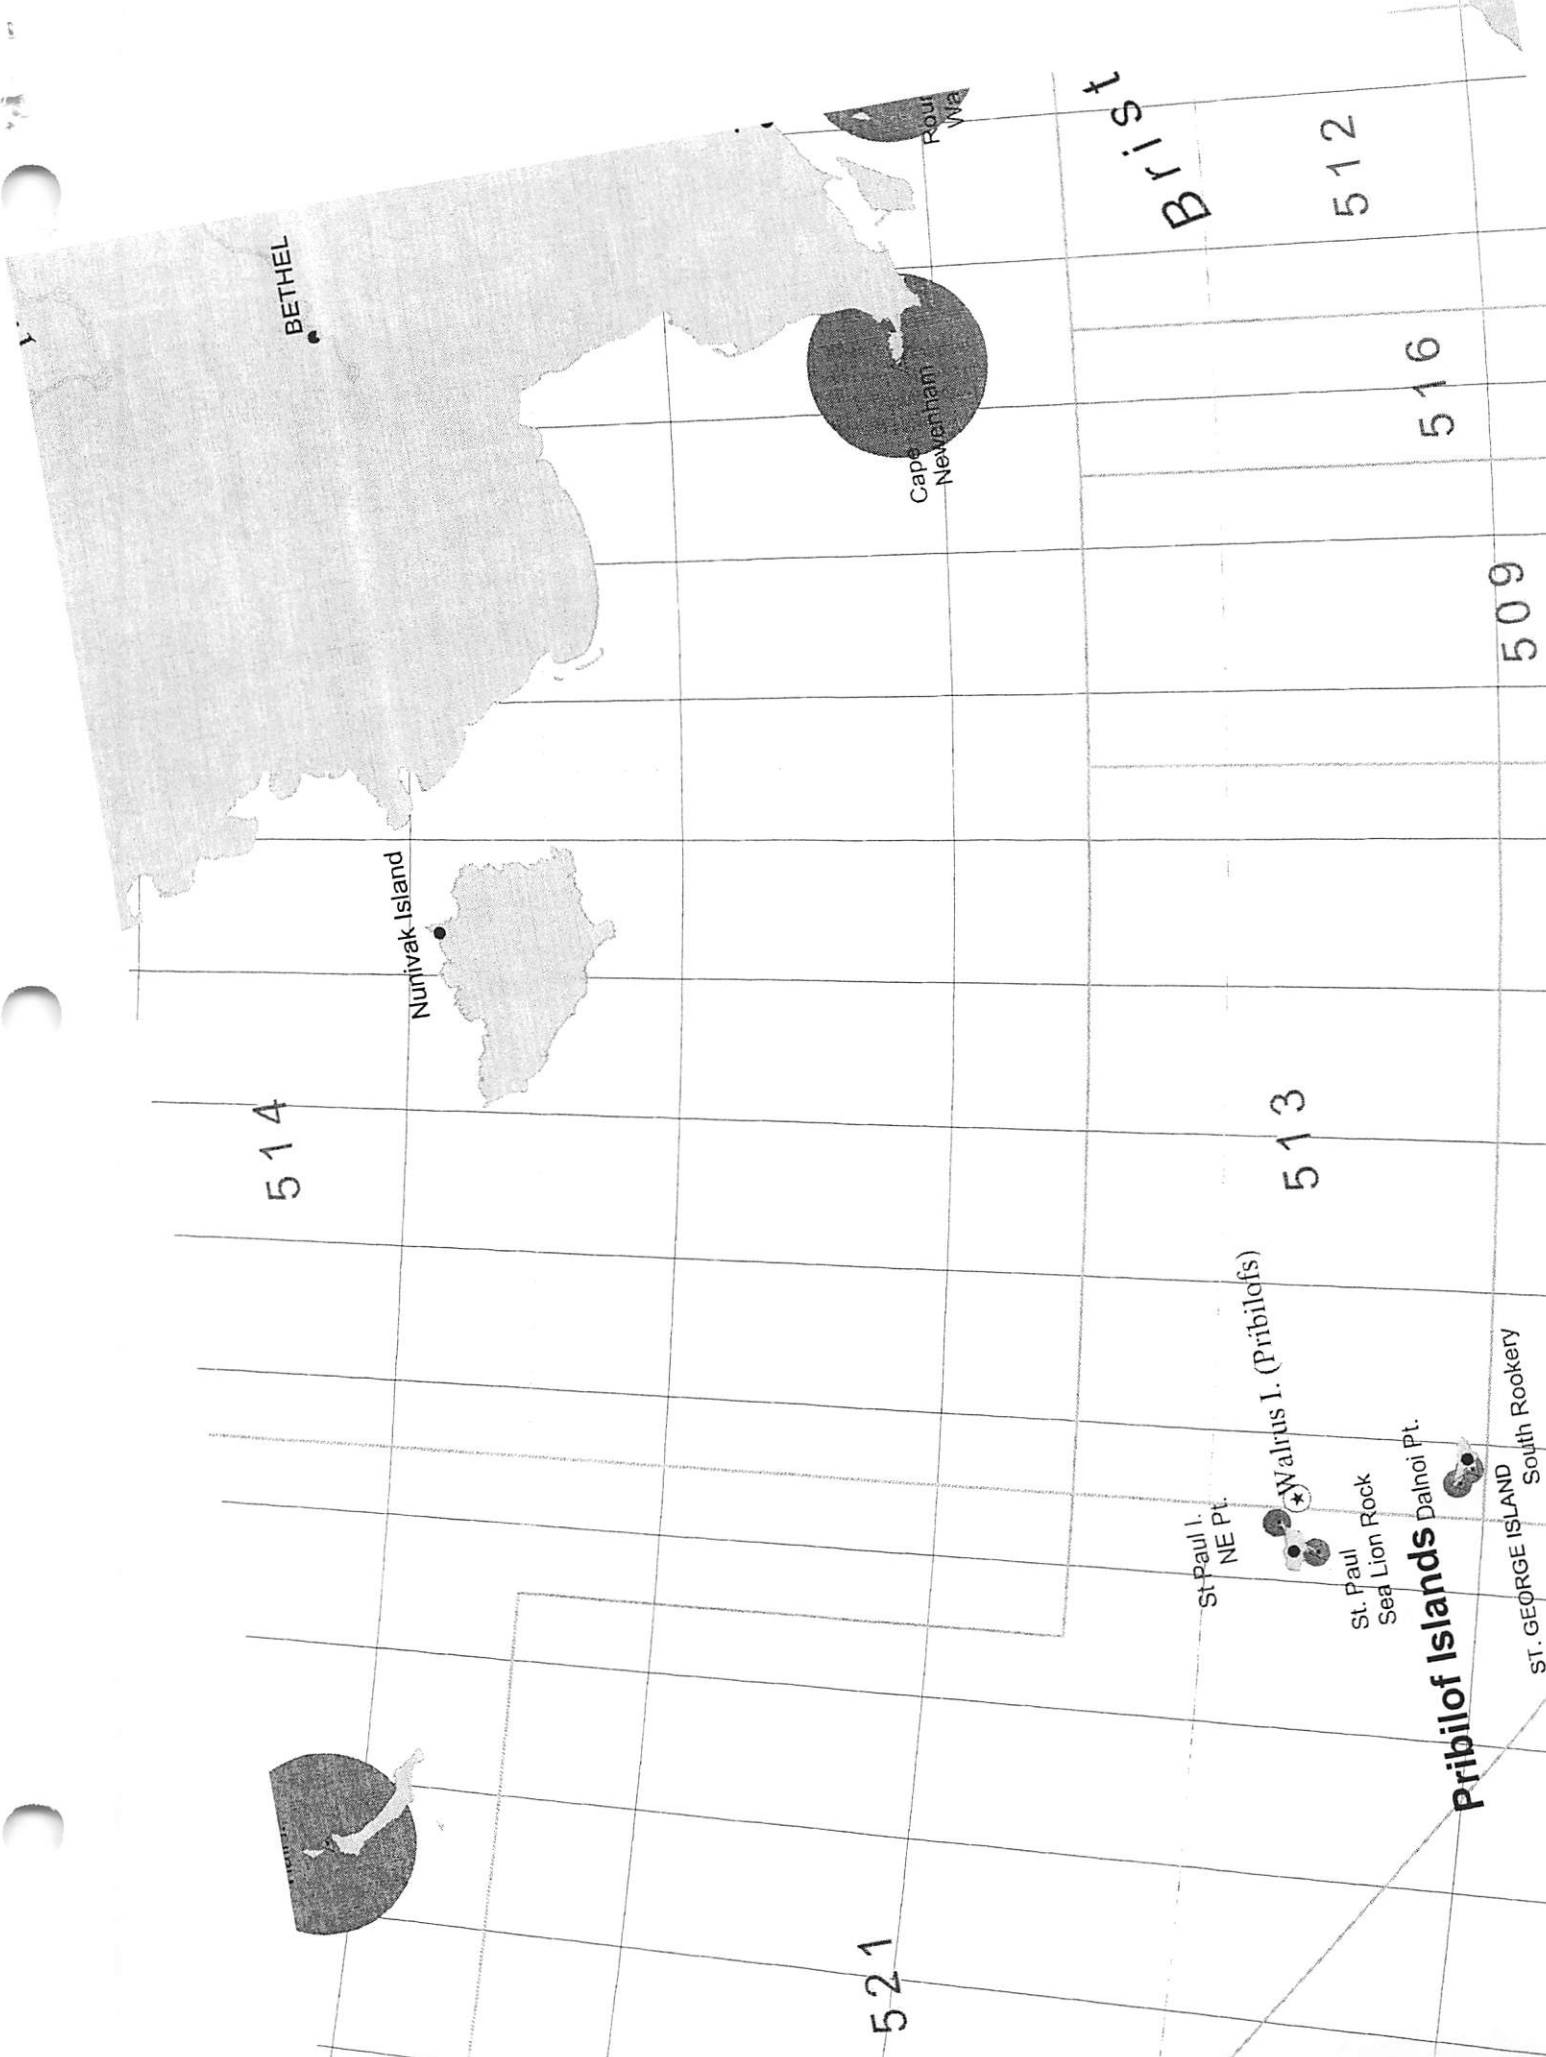 BETHEL
Nunivak Island
Cape
Newenham
Brist
512
516
509
514
513
521
St Paul I.
NE Pt.
Walrus I. (Pribilofs)
St. Paul
Sea Lion Rock
Pribilof Islands
Dalnoi Pt.
ST. GEORGE ISLAND
South Rookery
Wa